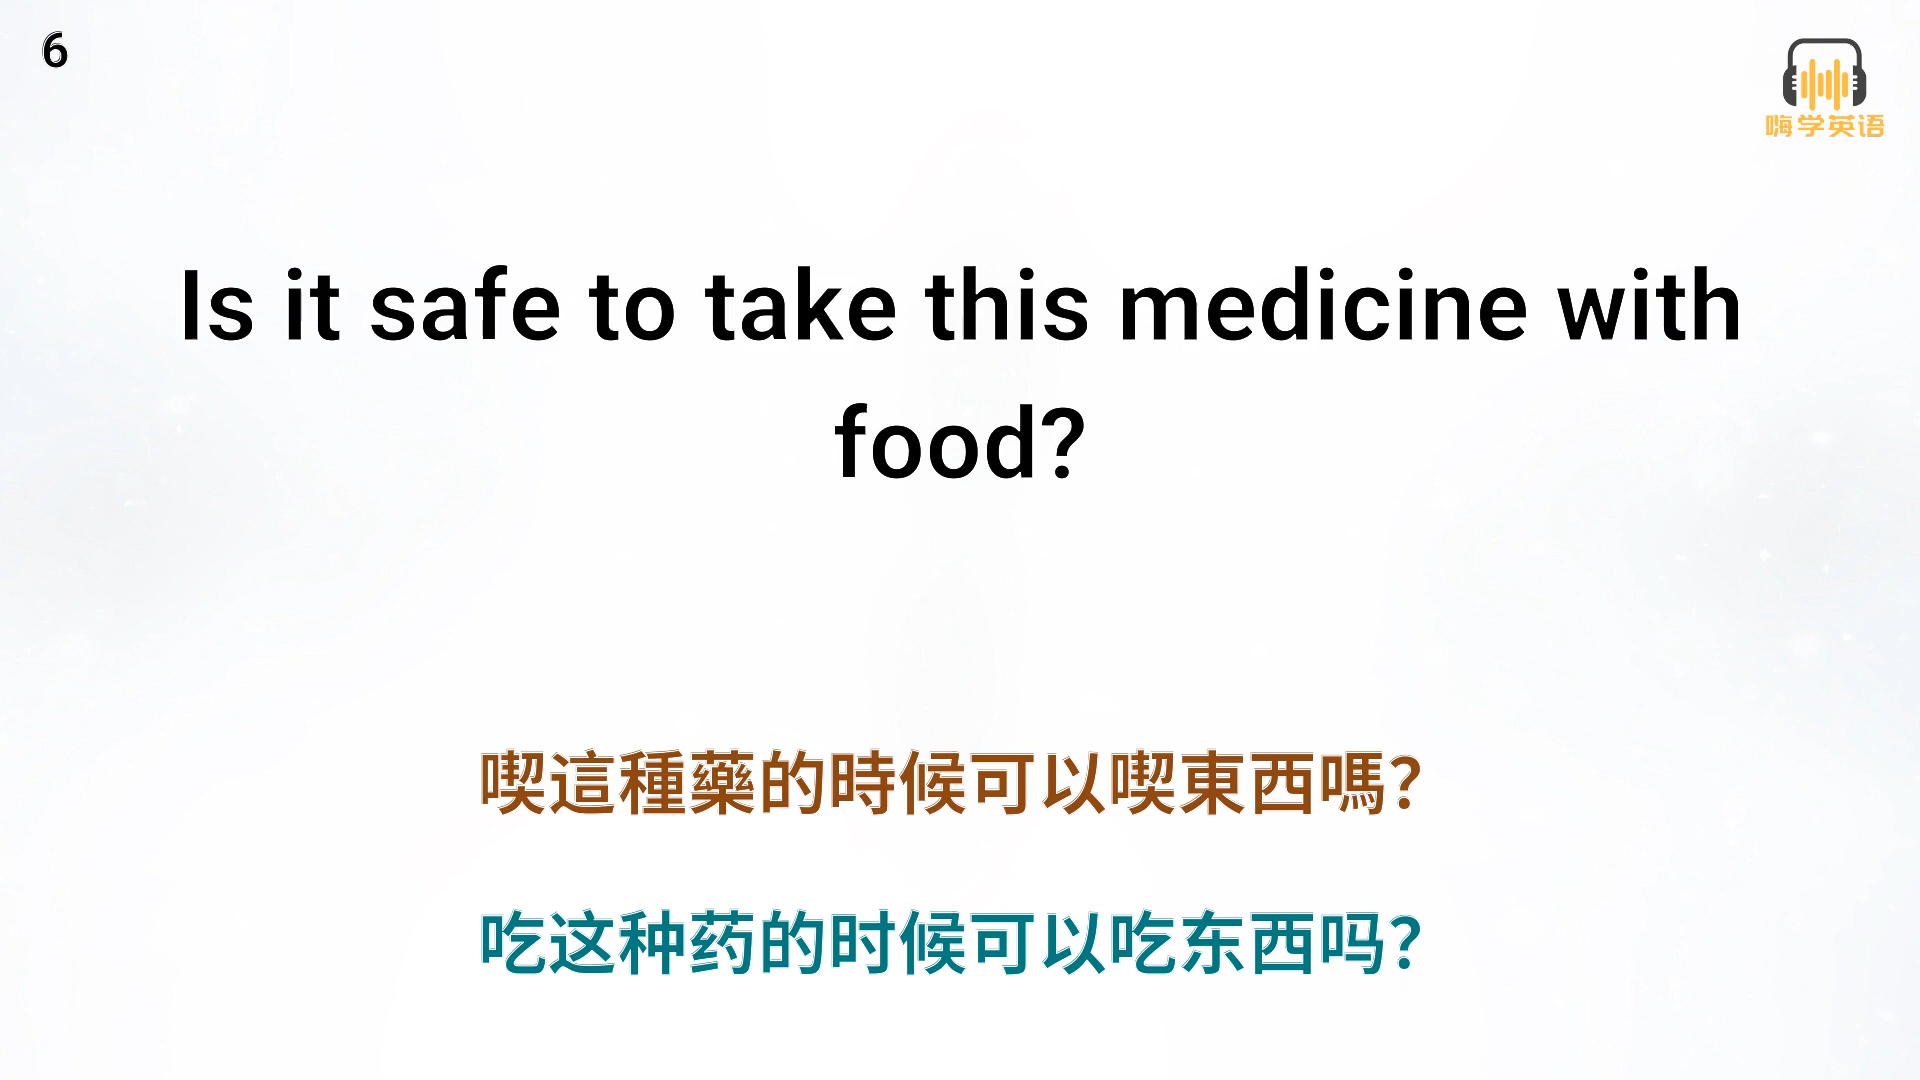 6
嗨学英语
Is it safe to take this medicine with
food?
喫這種藥的時候可以喫東西嗎？
吃这种药的时候可以吃东西吗？